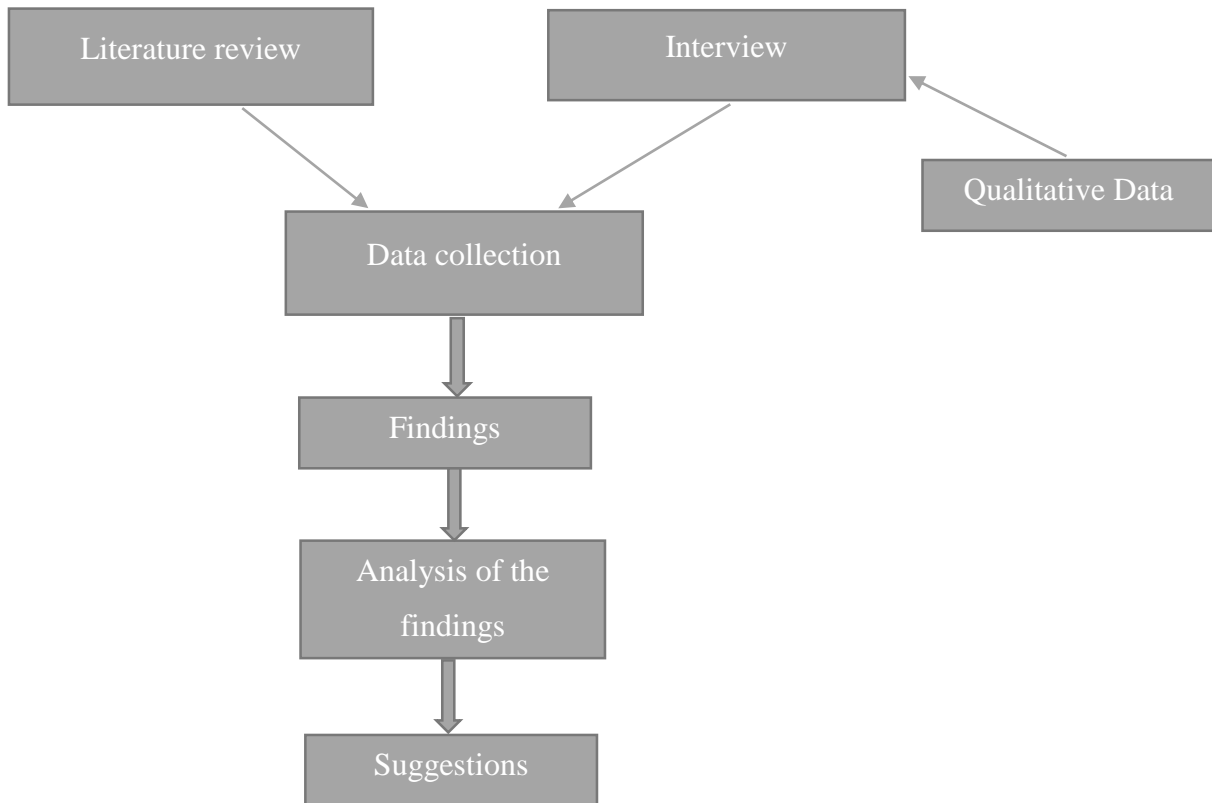 Literature review
Interview
Qualitative Data
Data collection
Findings
Analysis of the
findings
Suggestions